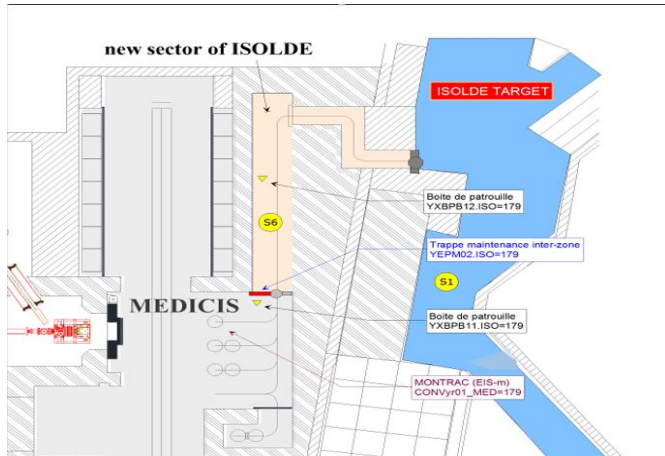 new sector of ISOLDE
ISOLDE TARGET
Boite de patrouille
YXBPB12.ISO=179
S6
Trappe maintenance inter-zone
YEPM02.ISO=179
S1
MEDICIS
Boite de patrouille
YXBPB11.ISO=179
MONTRAC (EIS-m)
CONVyr01_MED=179